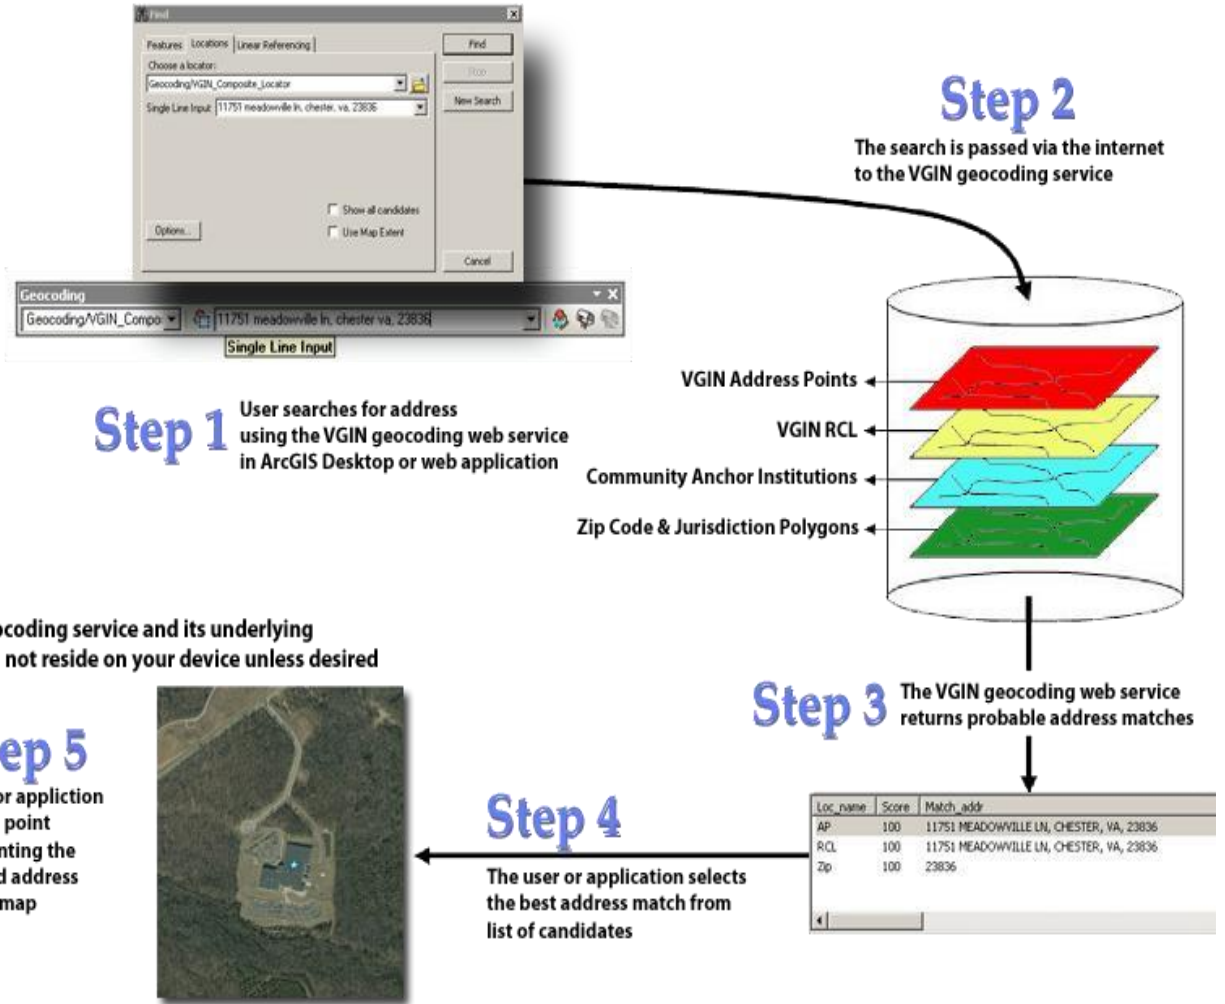 Find
Features Locations Linear Referencing
Choose a locator:
Geocoding/VGIN_Composite_Locator
Single Line Input 11751 meadowville ln, chester, va, 23836
Show all candidates
Use Map Extent
Options...
Find
Stop
New Search
Cancel
Geocoding
Geocoding/VGIN_Compo
11751 meadowville ln, chester va, 23836
Single Line Input
Step 1
User searches for address
using the VGIN geocoding web service
in ArcGIS Desktop or web application
Step 2
The search is passed via the internet
to the VGIN geocoding service
VGIN Address Points
VGIN RCL
Community Anchor Institutions
Zip Code & Jurisdiction Polygons
Step 3
The VGIN geocoding web service
returns probable address matches
Loc_name Score Match_addr
AP 100 11751 MEADOWVILLE LN, CHESTER, VA, 23836
RCL 100 11751 MEADOWVILLE LN, CHESTER, VA, 23836
Zip 100 23836
Step 4
The user or application selects
the best address match from
list of candidates
ocoding service and its underlying
not reside on your device unless desired
ep 5
or appliction
point
nting the
d address
map